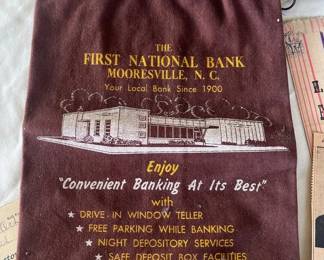 THE
FIRST NATIONAL BANK
MOORESVILLE, N. C.
Your Local Bank Since 1900
Enjoy
"Convenient Banking At Its Best"
with
★ DRIVE-IN WINDOW TELLER
★ FREE PARKING WHILE BANKING
★ NIGHT DEPOSITORY SERVICES
★ SAFE DEPOSIT BOX FACILITIES